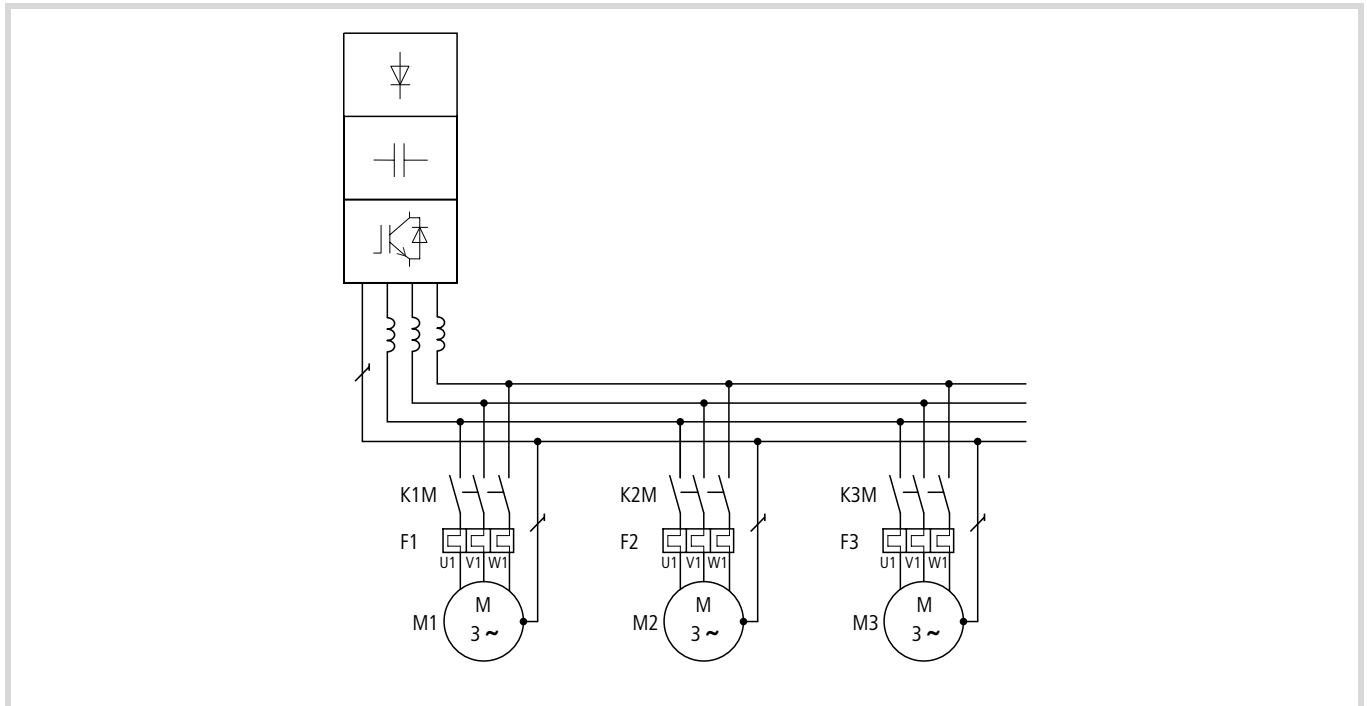 K1M K2M K3M
F1 F2 F3
U1 V1 W1 U1 V1 W1 U1 V1 W1
M M M
M1 3 ~ M2 3 ~ M3 3 ~